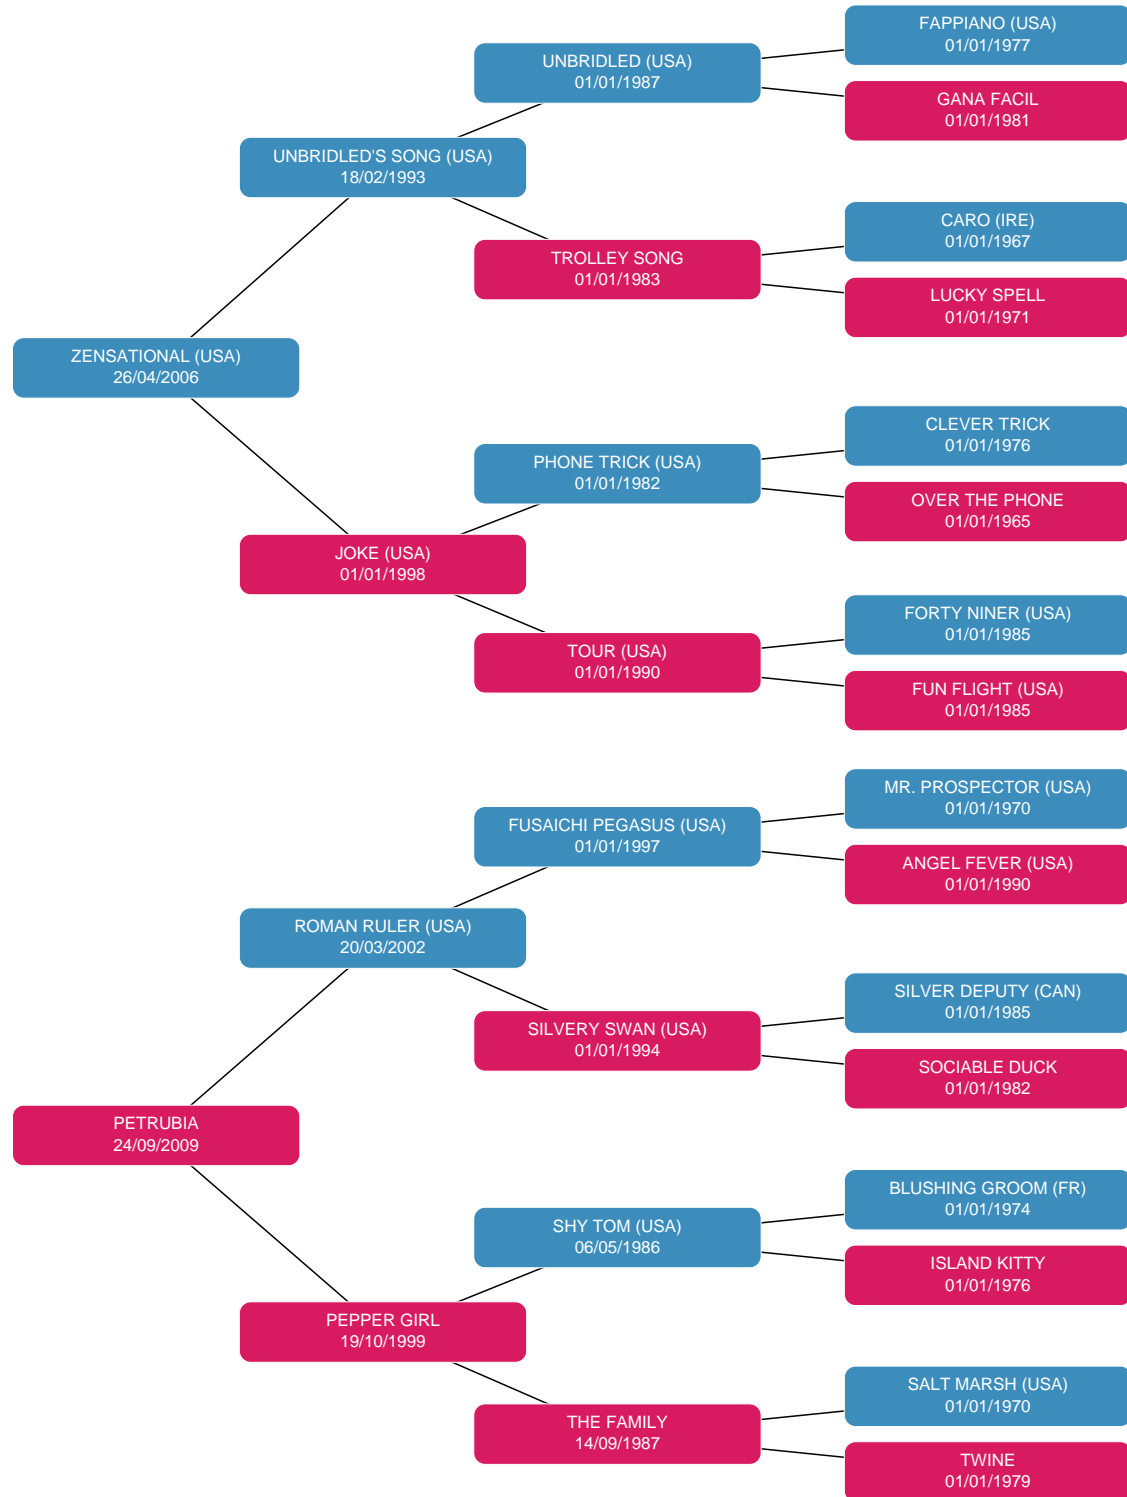 FAPPIANO (USA)
01/01/1977
UNBRIDLED (USA)
01/01/1987
GANA FACIL
01/01/1981
UNBRIDLED'S SONG (USA)
18/02/1993
CARO (IRE)
01/01/1967
TROLLEY SONG
01/01/1983
LUCKY SPELL
01/01/1971
ZENSATIONAL (USA)
26/04/2006
CLEVER TRICK
01/01/1976
PHONE TRICK (USA)
01/01/1982
OVER THE PHONE
01/01/1965
JOKE (USA)
01/01/1998
FORTY NINER (USA)
01/01/1985
TOUR (USA)
01/01/1990
FUN FLIGHT (USA)
01/01/1985
MR. PROSPECTOR (USA)
01/01/1970
FUSAICHI PEGASUS (USA)
01/01/1997
ANGEL FEVER (USA)
01/01/1990
ROMAN RULER (USA)
20/03/2002
SILVER DEPUTY (CAN)
01/01/1985
SILVERY SWAN (USA)
01/01/1994
SOCIABLE DUCK
01/01/1982
PETRUBIA
24/09/2009
BLUSHING GROOM (FR)
01/01/1974
SHY TOM (USA)
06/05/1986
ISLAND KITTY
01/01/1976
PEPPER GIRL
19/10/1999
SALT MARSH (USA)
01/01/1970
THE FAMILY
14/09/1987
TWINE
01/01/1979